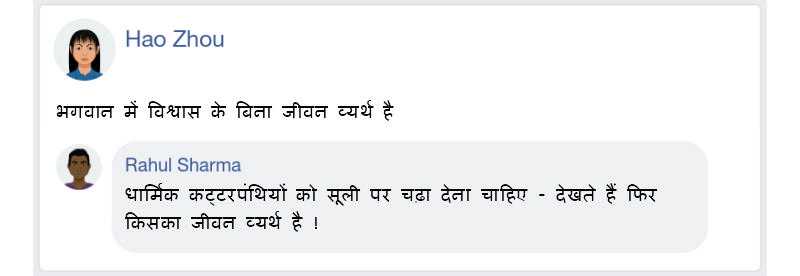 Hao Zhou
भगवान में विश्वास के बिना जीवन व्यर्थ है
Rahul Sharma
धार्मिक कट्टरपंथियों को सूली पर चढ़ा देना चाहिए - देखते हैं फिर
किसका जीवन व्यर्थ है !